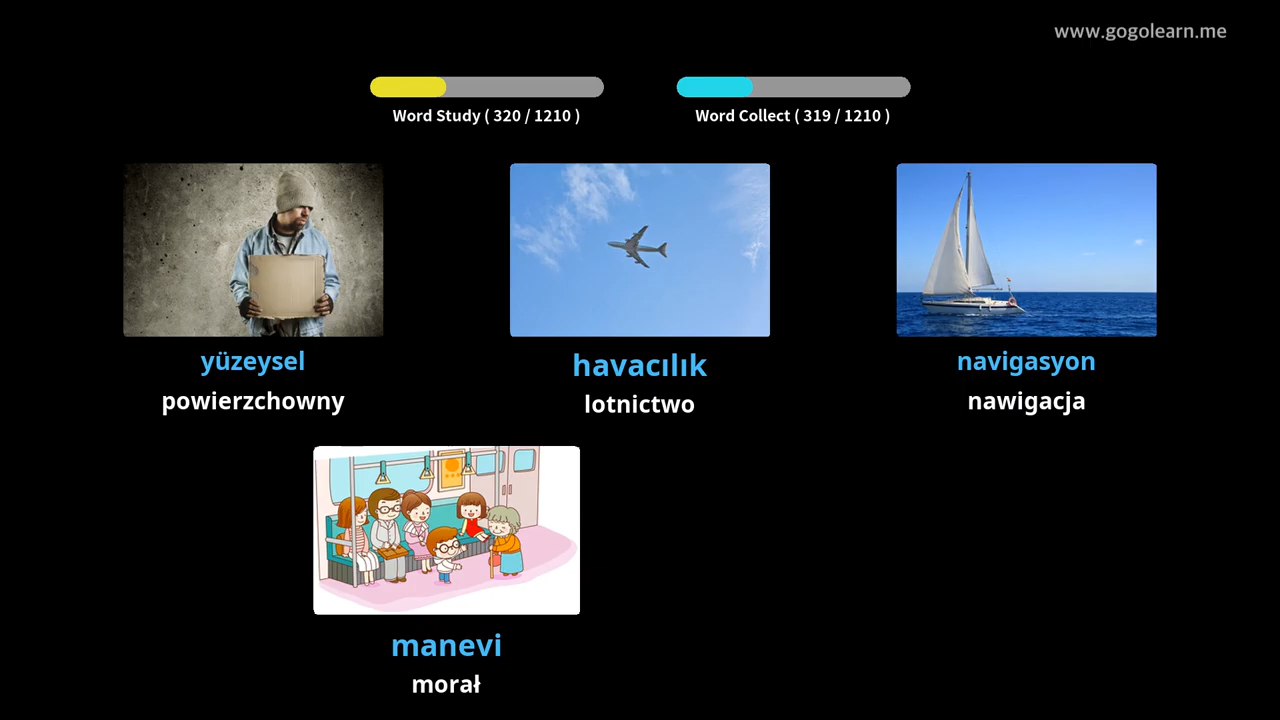 www.gogolearn.me
Word Study ( 320 / 1210 )
Word Collect ( 319 / 1210 )
yüzeysel
powierzchowny
havacılık
lotnictwo
navigasyon
nawigacja
manevi
morał